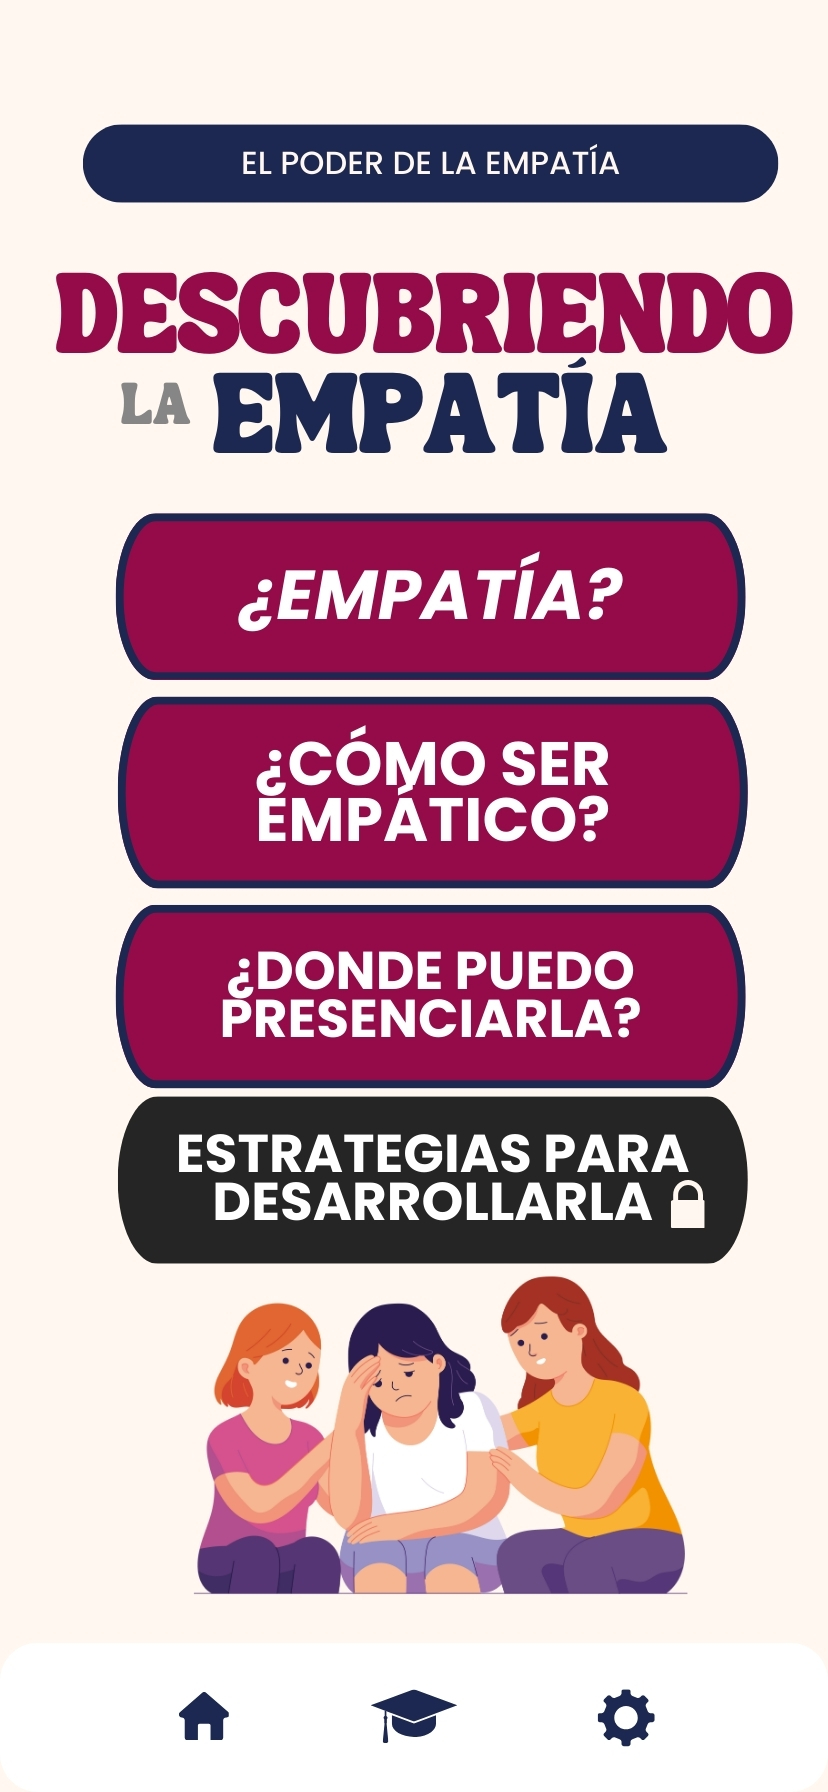 EL PODER DE LA EMPATÍA
DESCUBRIENDO
LA EMPATÍA
¿EMPATÍA?
¿CÓMO SER
EMPÁTICO?
¿DONDE PUEDO
PRESENCIARLA?
ESTRATEGIAS PARA
DESARROLLARLA